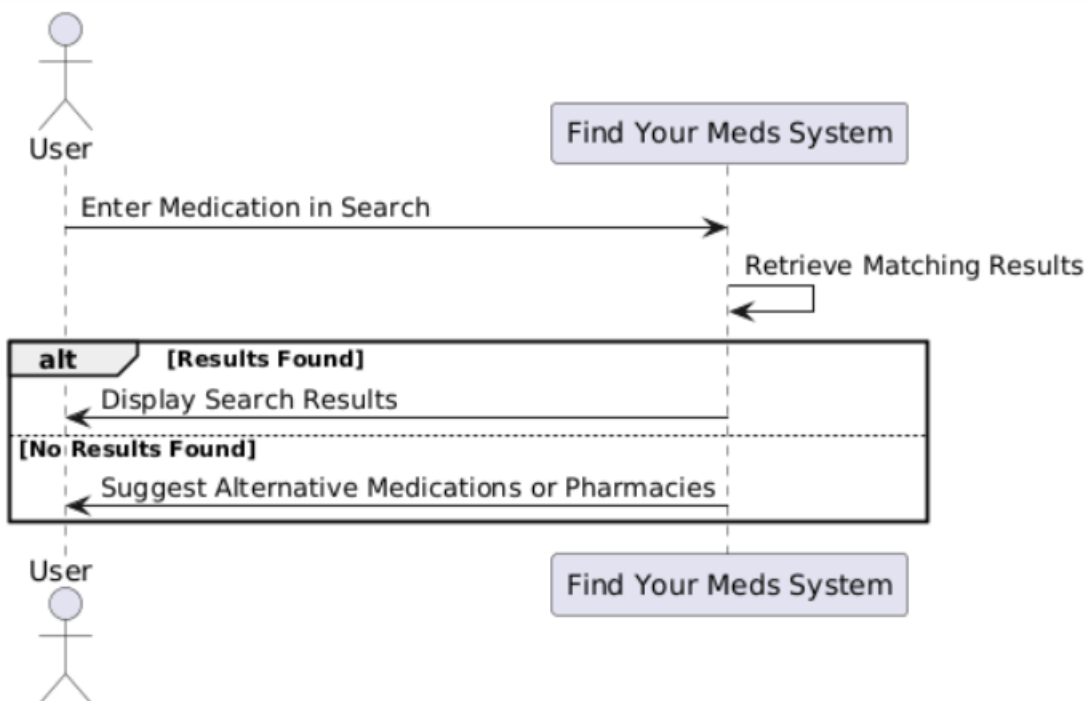 User
Find Your Meds System
Enter Medication in Search
Retrieve Matching Results
alt
[Results Found]
Display Search Results
[No Results Found]
Suggest Alternative Medications or Pharmacies
User
Find Your Meds System